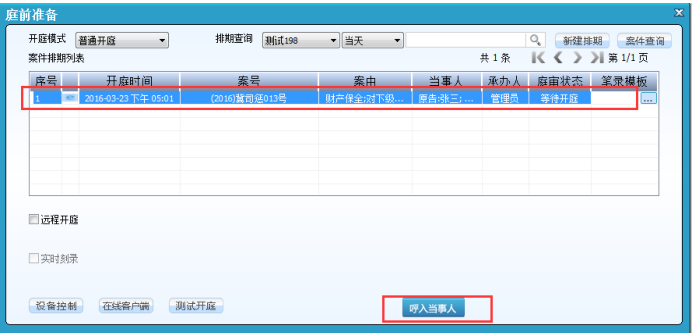 庭前准备
开庭模式 普通开庭 排期查询 测试198 当天 新建排期 案件查询
案件排期列表 共 1 条 第 1/1 页
序号 开庭时间 案号 案由 当事人 承办人 庭审状态 笔录模板
1 2016-03-23 下午 05:01 (2016)冀司惩013号 财产保全;对下级... 原告:张三;... 管理员 等待开庭 ...
远程开庭
实时刻录
设备控制 在线客户端 测试开庭 呼入当事人